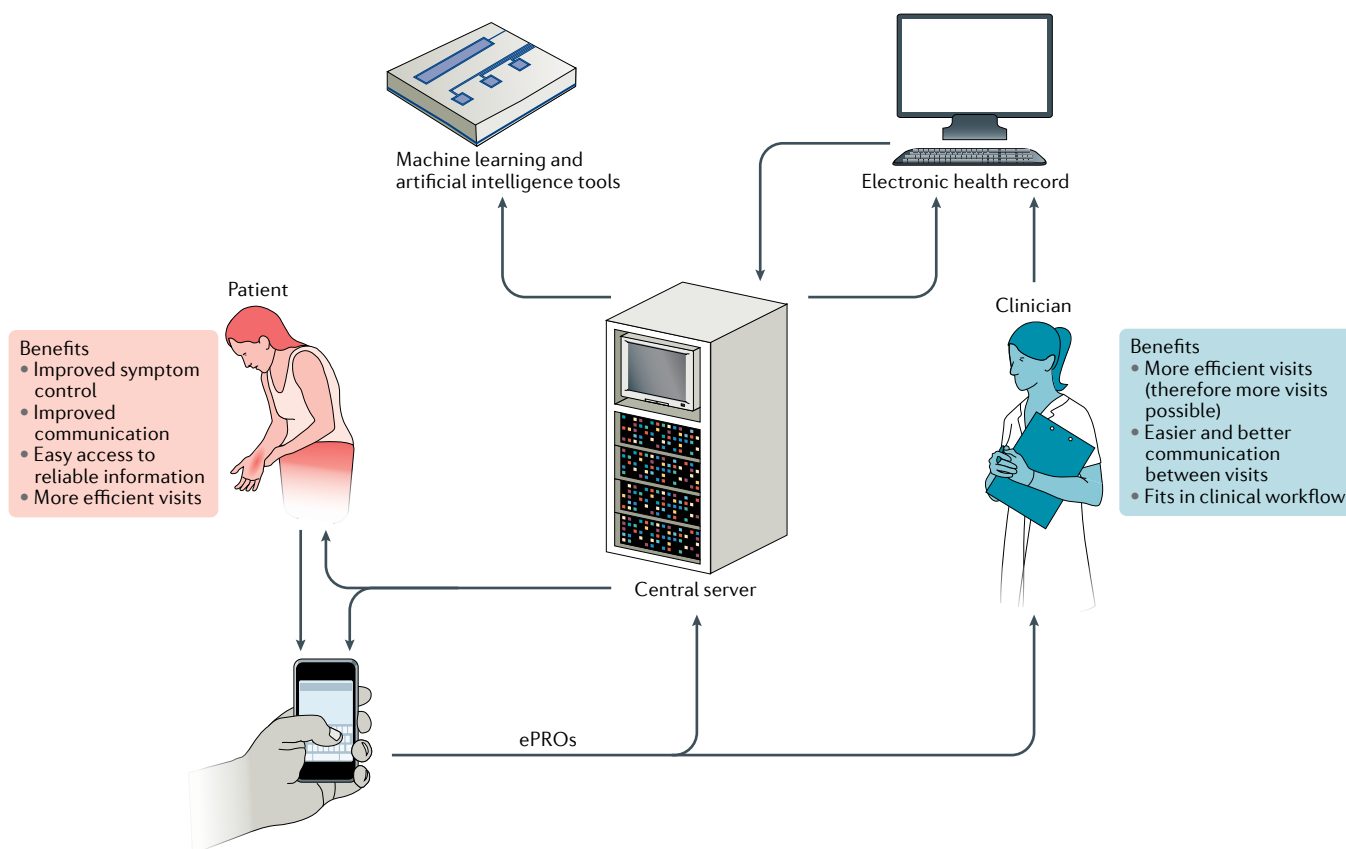 Machine learning and
artificial intelligence tools
Electronic health record
Patient
Clinician
Benefits
• Improved symptom
control
• Improved
communication
• Easy access to
reliable information
• More efficient visits
Benefits
• More efficient visits
(therefore more visits
possible)
• Easier and better
communication
between visits
• Fits in clinical workflow
Central server
ePROs